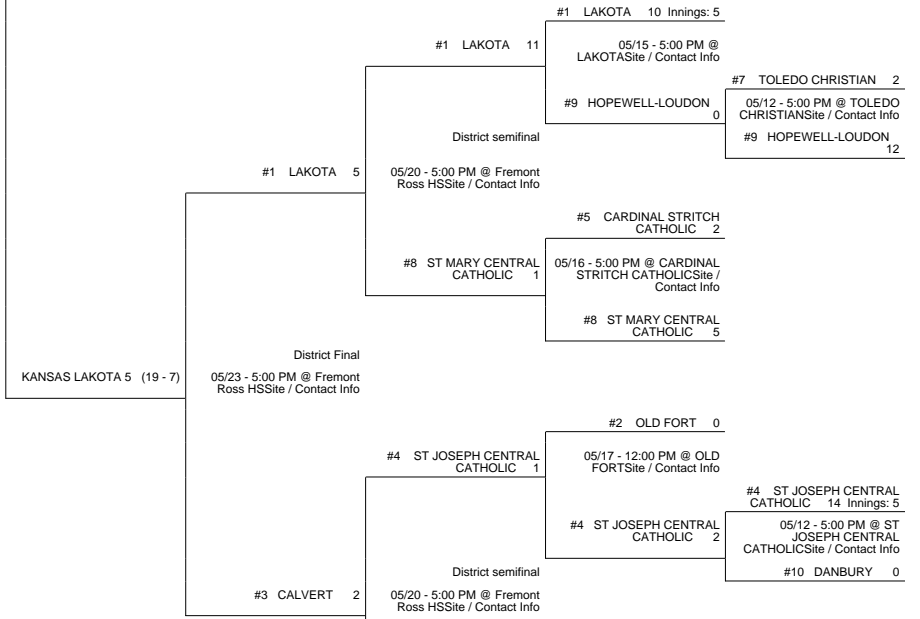 #1 LAKOTA 10 Innings: 5
#1 LAKOTA 11
05/15 - 5:00 PM @
LAKOTASite / Contact Info
#7 TOLEDO CHRISTIAN 2
#9 HOPEWELL-LOUDON
0
05/12 - 5:00 PM @ TOLEDO
CHRISTIANSite / Contact Info
District semifinal
#9 HOPEWELL-LOUDON
12
#1 LAKOTA 5
05/20 - 5:00 PM @ Fremont
Ross HSSite / Contact Info
#5 CARDINAL STRITCH
CATHOLIC 2
#8 ST MARY CENTRAL
CATHOLIC 1
05/16 - 5:00 PM @ CARDINAL
STRITCH CATHOLICSite /
Contact Info
#8 ST MARY CENTRAL
CATHOLIC 5
District Final
KANSAS LAKOTA 5 (19 - 7)
05/23 - 5:00 PM @ Fremont
Ross HSSite / Contact Info
#2 OLD FORT 0
#4 ST JOSEPH CENTRAL
CATHOLIC 1
05/17 - 12:00 PM @ OLD
FORTSite / Contact Info
#4 ST JOSEPH CENTRAL
CATHOLIC 14 Innings: 5
#4 ST JOSEPH CENTRAL
CATHOLIC 2
05/12 - 5:00 PM @ ST
JOSEPH CENTRAL
CATHOLICSite / Contact Info
District semifinal
#10 DANBURY 0
#3 CALVERT 2
05/20 - 5:00 PM @ Fremont
Ross HSSite / Contact Info